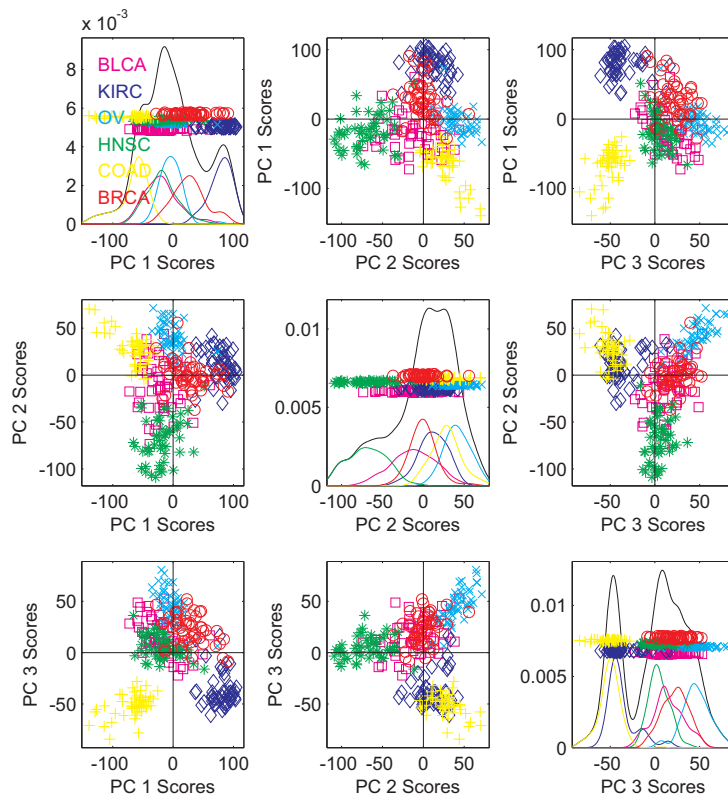 x 10^-3
8
6
4
2
0
BLCA
KIRC
OV
HNSC
COAD
BRCA
-100 0 100
PC 1 Scores
100
0
-100
PC 1 Scores
-100 -50 0 50
PC 2 Scores
100
0
-100
PC 1 Scores
-50 0 50
PC 3 Scores
50
0
-50
-100
PC 2 Scores
-100 0 100
PC 1 Scores
0.01
0.005
0
-100 -50 0 50
PC 2 Scores
50
0
-50
-100
PC 2 Scores
-50 0 50
PC 3 Scores
50
0
-50
PC 3 Scores
-100 0 100
PC 1 Scores
50
0
-50
PC 3 Scores
-100 -50 0 50
PC 2 Scores
0.01
0.005
0
-50 0 50
PC 3 Scores